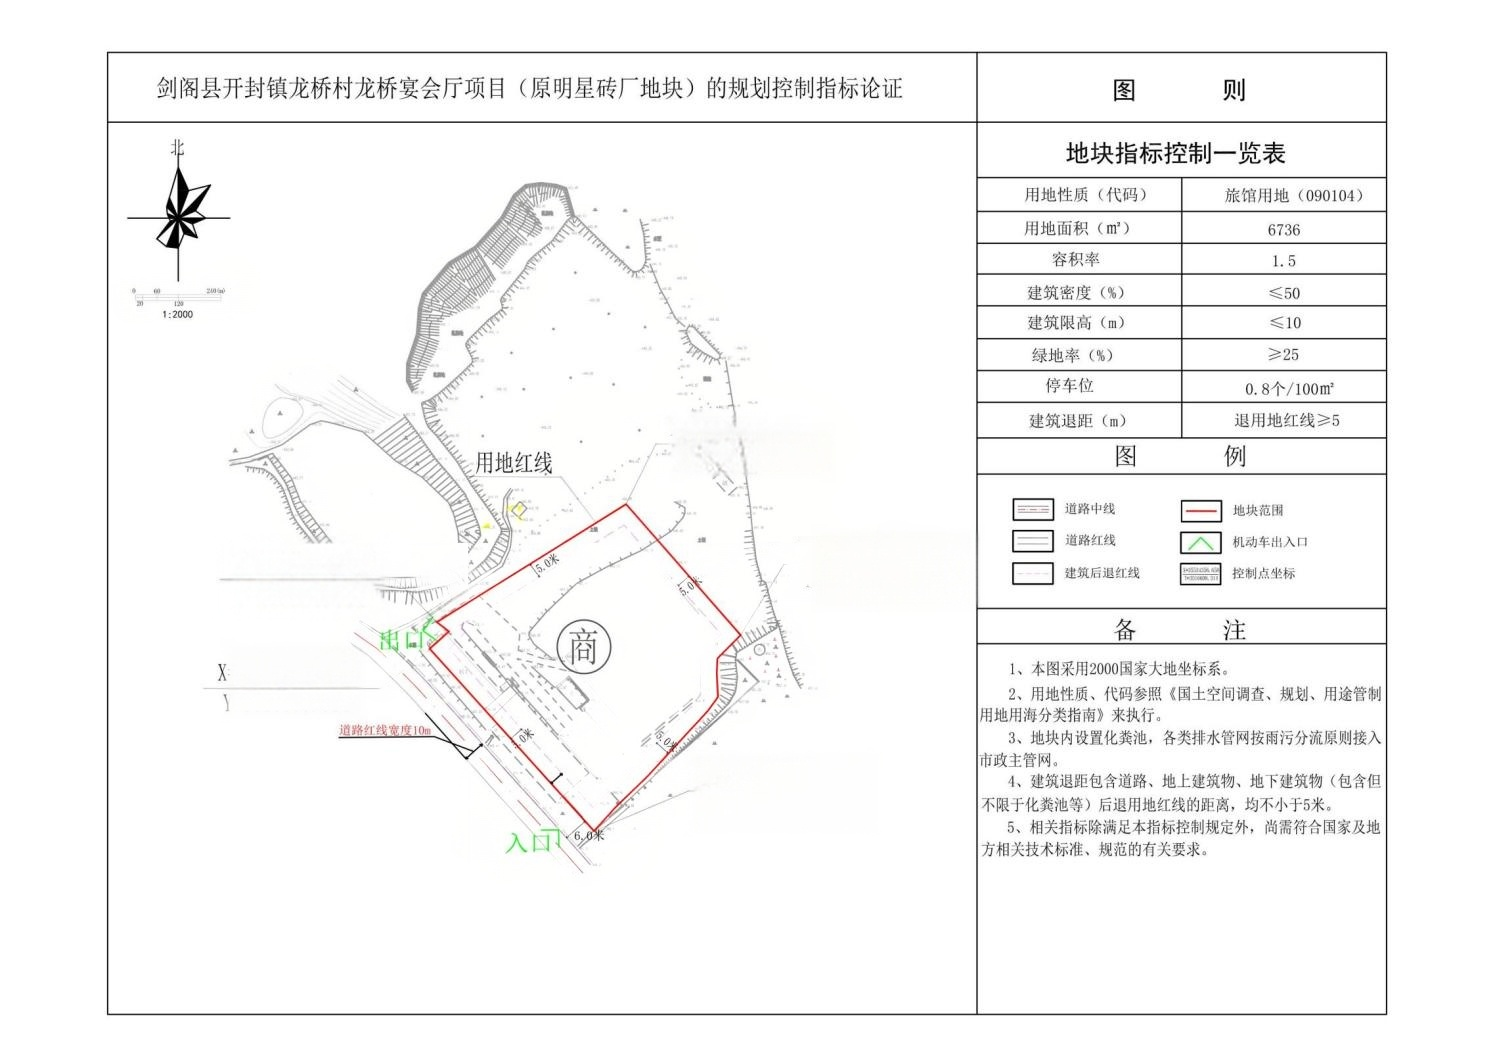 剑阁县开封镇龙桥村龙桥宴会厅项目（原明星砖厂地块）的规划控制指标论证
图 则
北
0 60 240(m)
20 120
1:2000
用地红线
5.0米
5.0米
商
出口
X
Y
道路红线宽度10m
0米
5.0米
入口
6.0米
地块指标控制一览表
用地性质（代码） 旅馆用地（090104）
用地面积（㎡） 6736
容积率 1.5
建筑密度（%） ≤50
建筑限高（m） ≤10
绿地率（%） ≥25
停车位 0.8个/100㎡
建筑退距（m） 退用地红线≥5
图 例
道路中线 地块范围
道路红线 机动车出入口
建筑后退红线 控制点坐标
备 注
1、本图采用2000国家大地坐标系。
2、用地性质、代码参照《国土空间调查、规划、用途管制
用地用海分类指南》来执行。
3、地块内设置化粪池，各类排水管网按雨污分流原则接入
市政主管网。
4、建筑退距包含道路、地上建筑物、地下建筑物（包含但
不限于化粪池等）后退用地红线的距离，均不小于5米。
5、相关指标除满足本指标控制规定外，尚需符合国家及地
方相关技术标准、规范的有关要求。